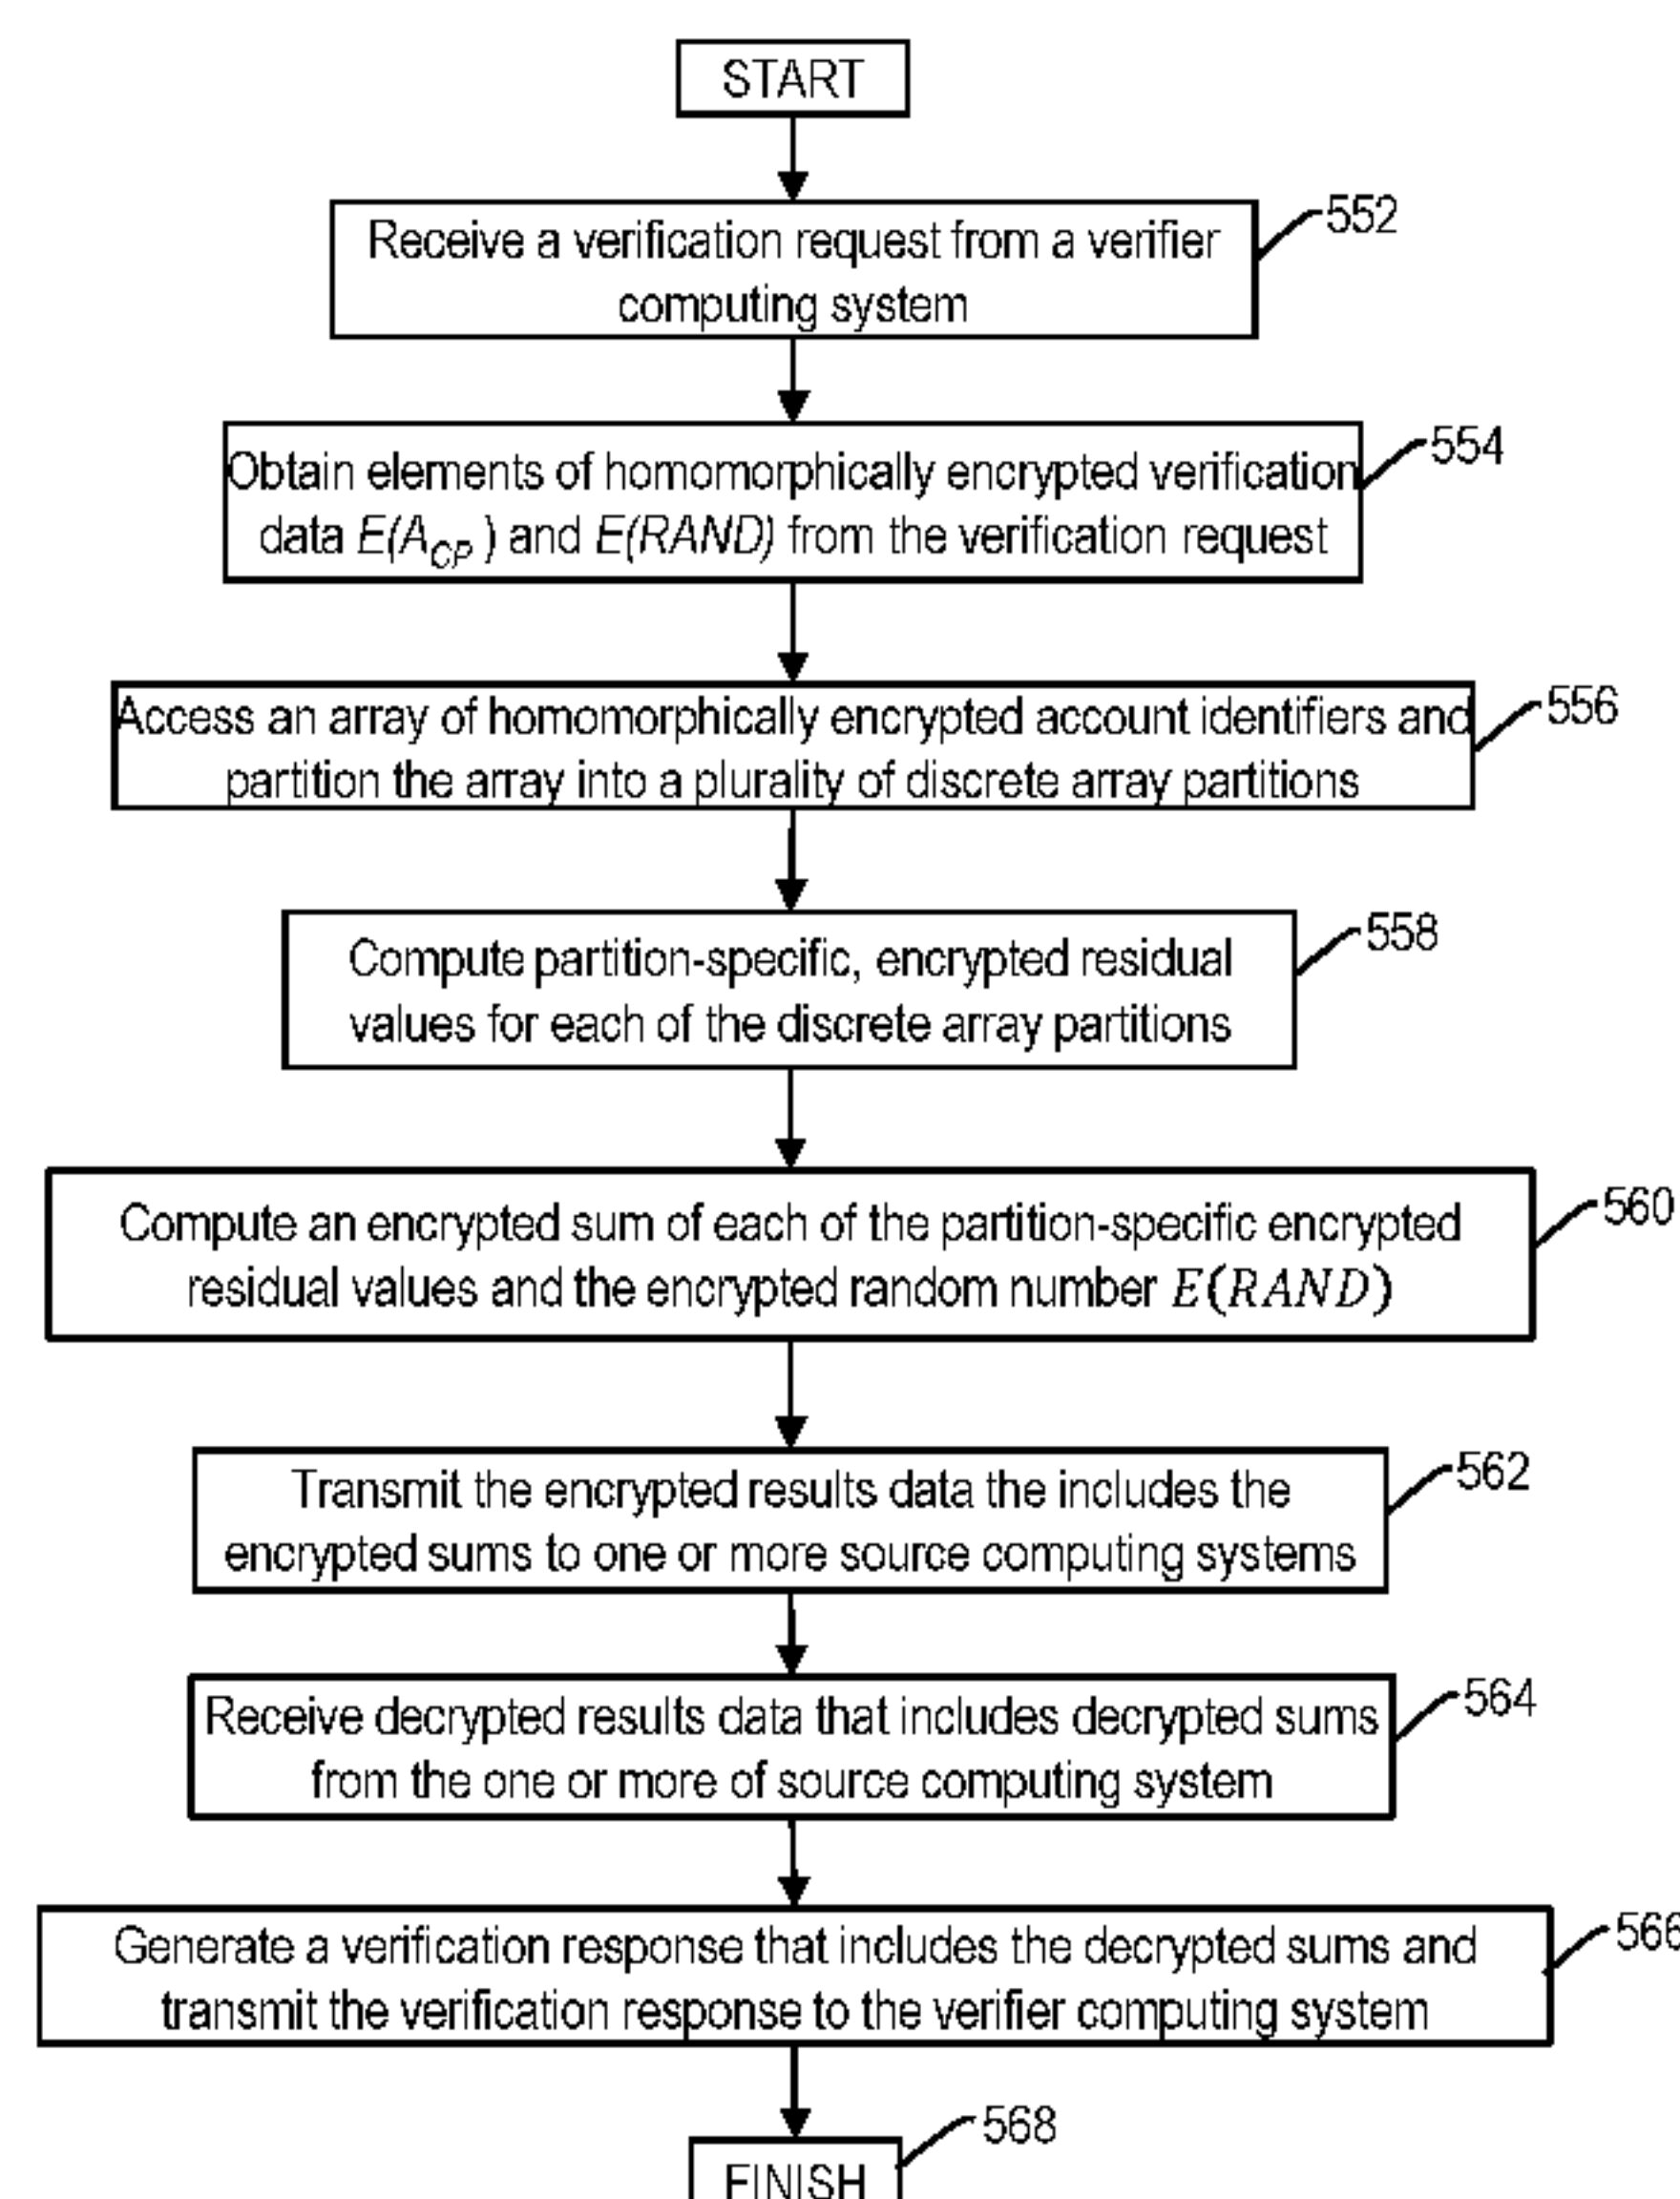 START
Receive a verification request from a verifier
computing system
552
Obtain elements of homomorphically encrypted verification
data E(A_CP ) and E(RAND) from the verification request
554
Access an array of homomorphically encrypted account identifiers and
partition the array into a plurality of discrete array partitions
556
Compute partition-specific, encrypted residual
values for each of the discrete array partitions
558
Compute an encrypted sum of each of the partition-specific encrypted
residual values and the encrypted random number E(RAND)
560
Transmit the encrypted results data the includes the
encrypted sums to one or more source computing systems
562
Receive decrypted results data that includes decrypted sums
from the one or more of source computing system
564
Generate a verification response that includes the decrypted sums and
transmit the verification response to the verifier computing system
566
FINISH
568